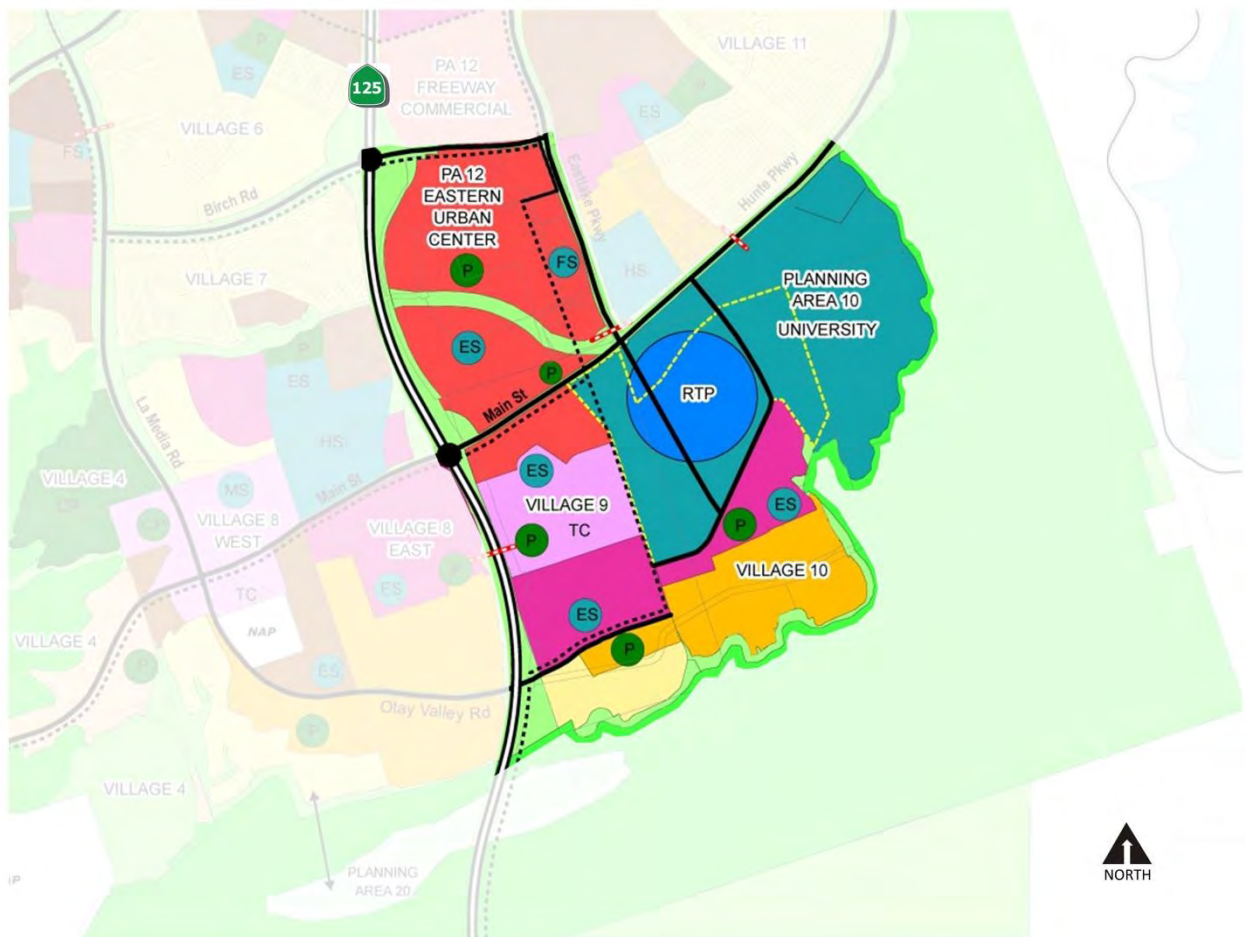 VILLAGE 11
P
ES
PA 12
FREEWAY
COMMERCIAL
125
VILLAGE 6
P
ES
FS
PA 12
EASTERN
URBAN
CENTER
P
Eastlake Pkwy
Hunte Pkwy
Birch Rd
FS
HS
VILLAGE 7
PLANNING
AREA 10
UNIVERSITY
ES
P
P
ES
Main St
RTP
La Media Rd
HS
Main St
VILLAGE 4
MS
VILLAGE 8
WEST
VILLAGE 8
EAST
ES
VILLAGE 9
TC
P
ES
P
P
ES
TC
NAP
VILLAGE 10
ES
VILLAGE 4
P
ES
P
Otay Valley Rd
P
VILLAGE 4
PLANNING
AREA 20
NORTH